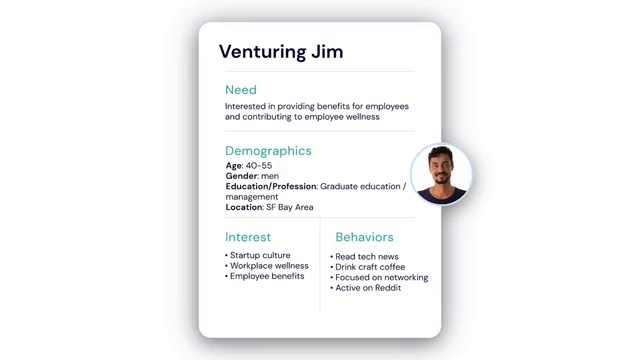 Venturing Jim
Need
Interested in providing benefits for employees
and contributing to employee wellness
Demographics
Age: 40-55
Gender: men
Education/Profession: Graduate education /
management
Location: SF Bay Area
Interest
• Startup culture
• Workplace wellness
• Employee benefits
Behaviors
• Read tech news
• Drink craft coffee
• Focused on networking
• Active on Reddit